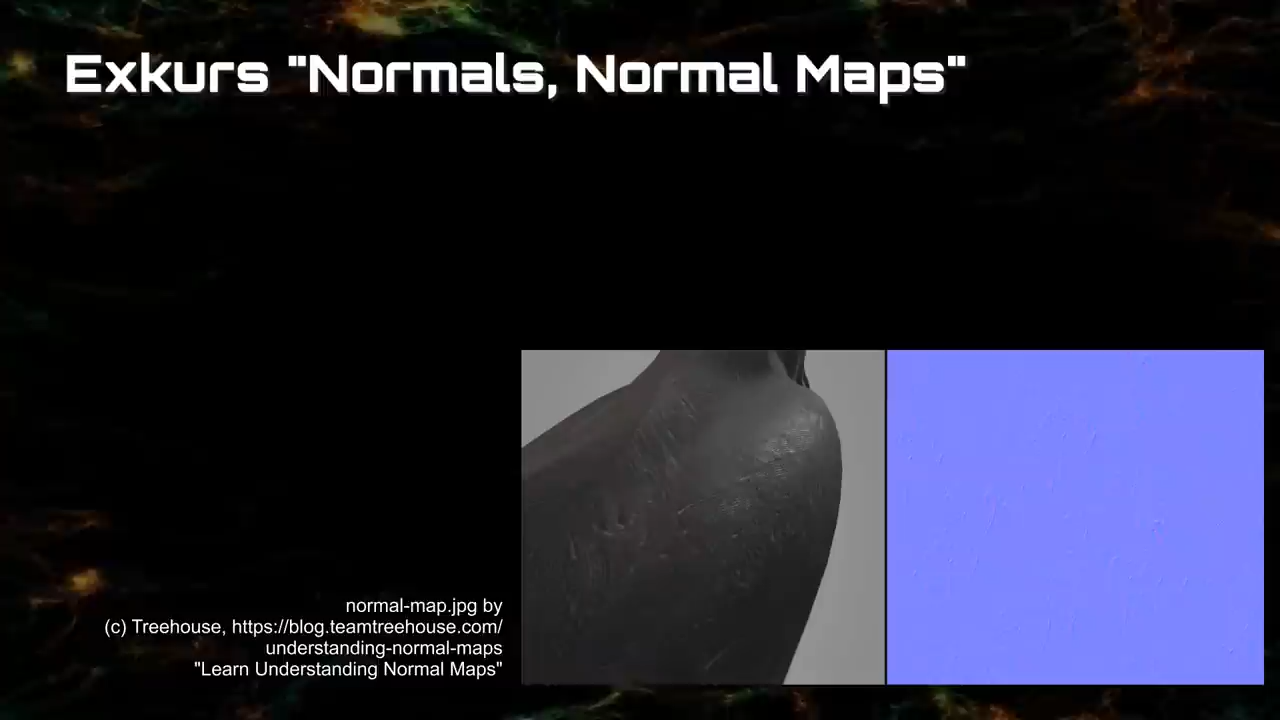 Exkurs "Normals, Normal Maps"
normal-map.jpg by
(c) Treehouse, https://blog.teamtreehouse.com/
understanding-normal-maps
"Learn Understanding Normal Maps"